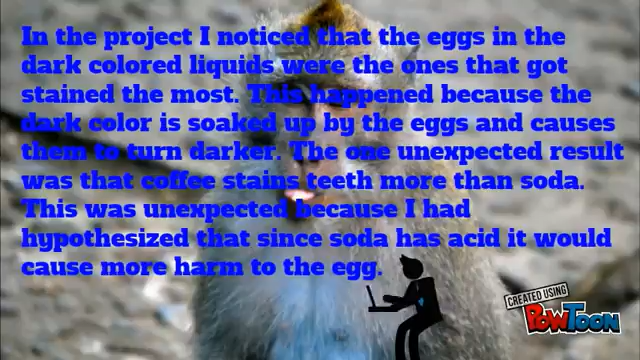 In the project I noticed that the eggs in the
dark colored liquids were the ones that got
stained the most. This happened because the
dark color is soaked up by the eggs and causes
them to turn darker. The one unexpected result
was that coffee stains teeth more than soda.
This was unexpected because I had
hypothesized that since soda has acid it would
cause more harm to the egg.
CREATED USING
POWTOON